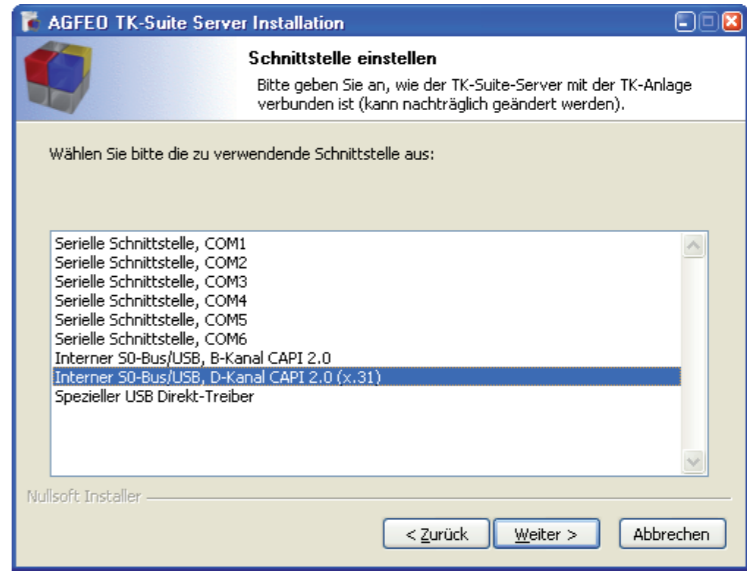 AGFEO TK-Suite Server Installation
Schnittstelle einstellen
Bitte geben Sie an, wie der TK-Suite-Server mit der TK-Anlage
verbunden ist (kann nachträglich geändert werden).
Wählen Sie bitte die zu verwendende Schnittstelle aus:
Serielle Schnittstelle, COM1
Serielle Schnittstelle, COM2
Serielle Schnittstelle, COM3
Serielle Schnittstelle, COM4
Serielle Schnittstelle, COM5
Serielle Schnittstelle, COM6
Interner S0-Bus/USB, B-Kanal CAPI 2.0
Interner S0-Bus/USB, D-Kanal CAPI 2.0 (x.31)
Spezieller USB Direkt-Treiber
Nullsoft Installer
< Zurück Weiter > Abbrechen